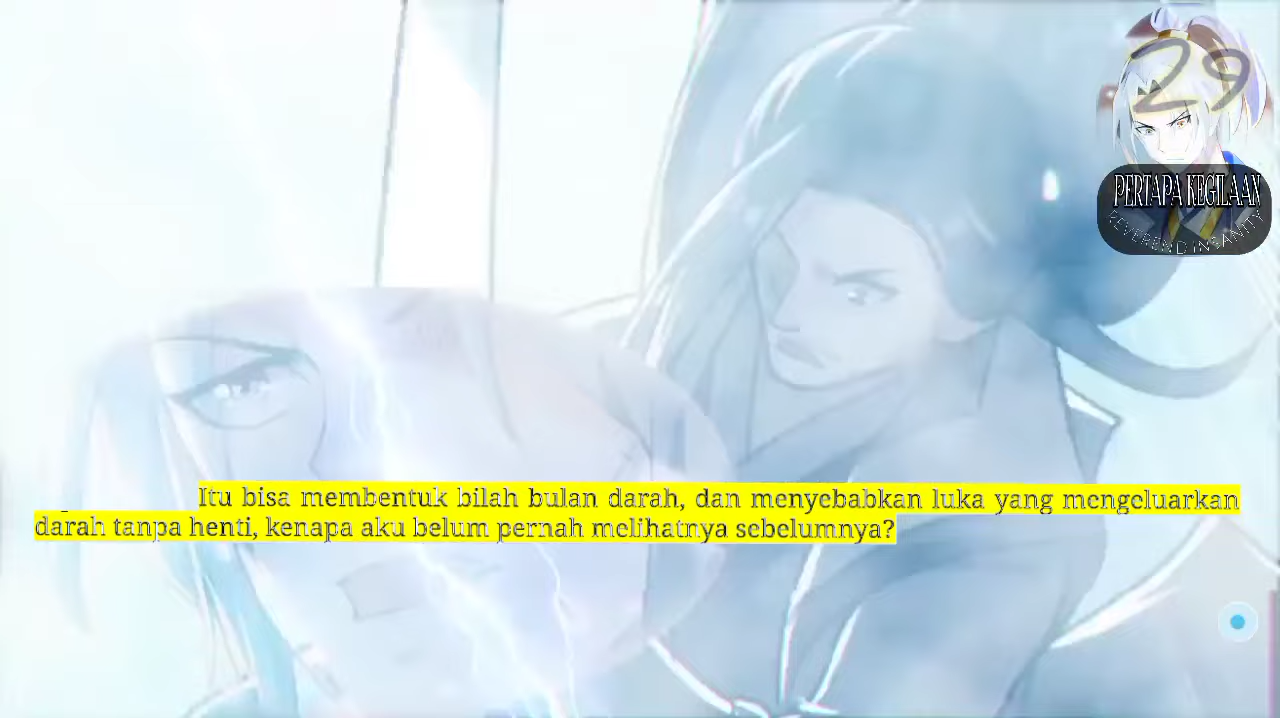 29
PERTAPA KEGILAAN
REVEREND INSANITY
Itu bisa membentuk bilah bulan darah, dan menyebabkan luka yang mengeluarkan
darah tanpa henti, kenapa aku belum pernah melihatnya sebelumnya?